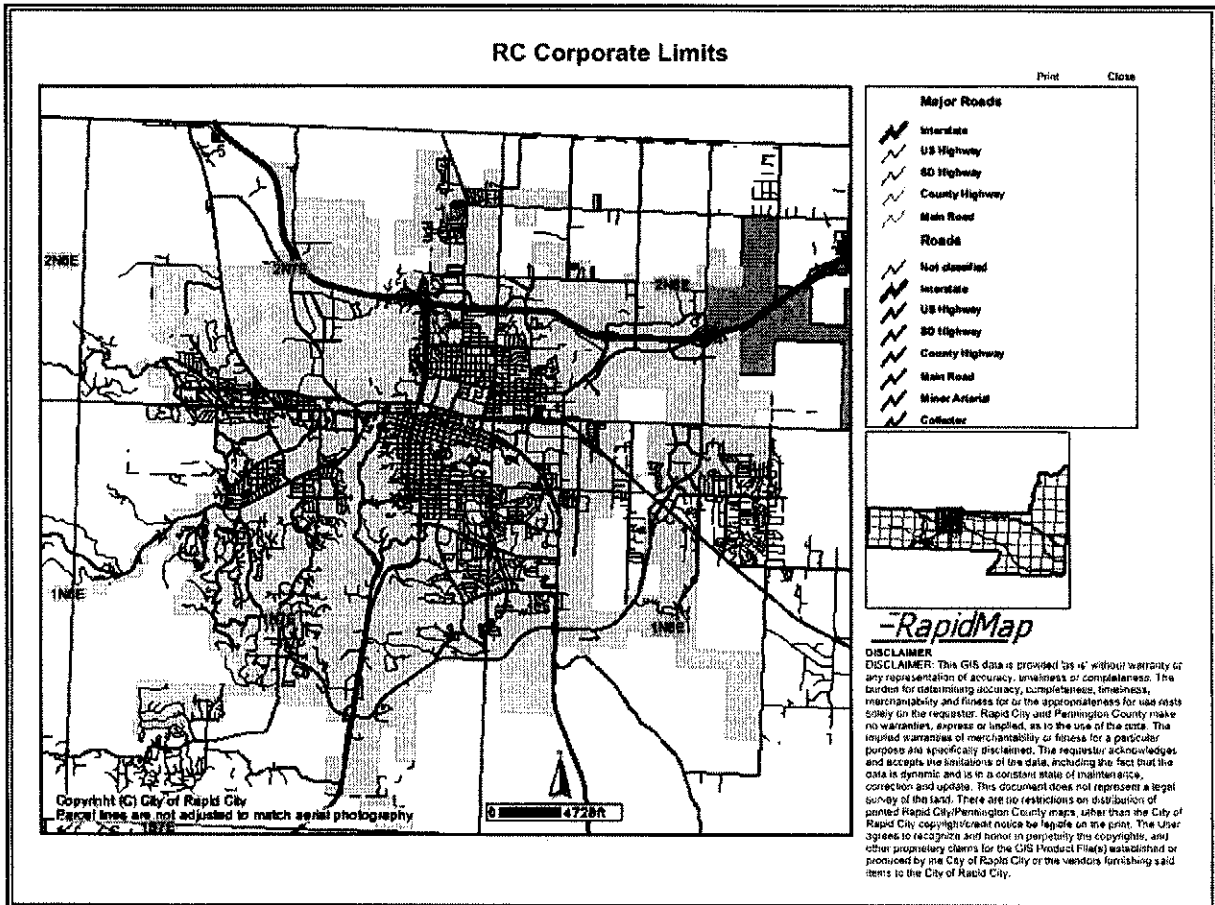 RC Corporate Limits
Print Close
Major Roads
Interstate
US Highway
SD Highway
County Highway
Main Road
Roads
Not classified
Interstate
US Highway
SD Highway
County Highway
Main Road
Minor Arterial
Collector
2N6E
2N7E
2N8E
1N6E
1N7E
1N8E
1S7E
Copyright (C) City of Rapid City
Parcel lines are not adjusted to match aerial photography
0 4728ft
RapidMap
DISCLAIMER
DISCLAIMER: This GIS data is provided 'as is' without warranty of
any representation of accuracy, timeliness or completeness. The
burden for determining accuracy, completeness, timeliness,
merchantability and fitness for or the appropriateness for use rests
solely on the requester. Rapid City and Pennington County make
no warranties, express or implied, as to the use of the data. The
implied warranties of merchantability or fitness for a particular
purpose are specifically disclaimed. The requestor acknowledges
and accepts the limitations of the data, including the fact that the
data is dynamic and is in a constant state of maintenance,
correction and update. This document does not represent a legal
survey of the land. There are no restrictions on distribution of
printed Rapid City/Pennington County maps, other than the City of
Rapid City copyright/credit notice be legible on the print. The User
agrees to recognize and honor in perpetuity the copyrights, and
other proprietary claims for the GIS Product File(s) established or
produced by the City of Rapid City or the vendors furnishing said
items to the City of Rapid City.